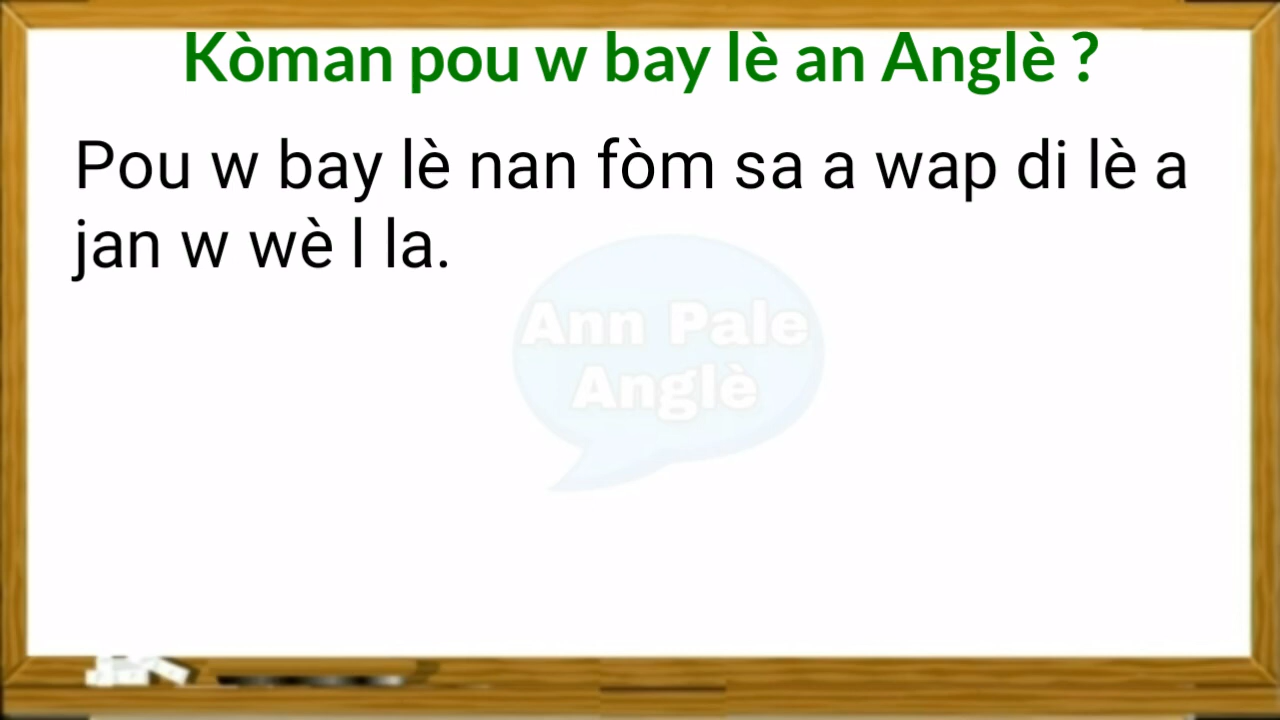 Kòman pou w bay lè an Anglè ?
Pou w bay lè nan fòm sa a wap di lè a
jan w wè l la.
Ann Pale
Anglè